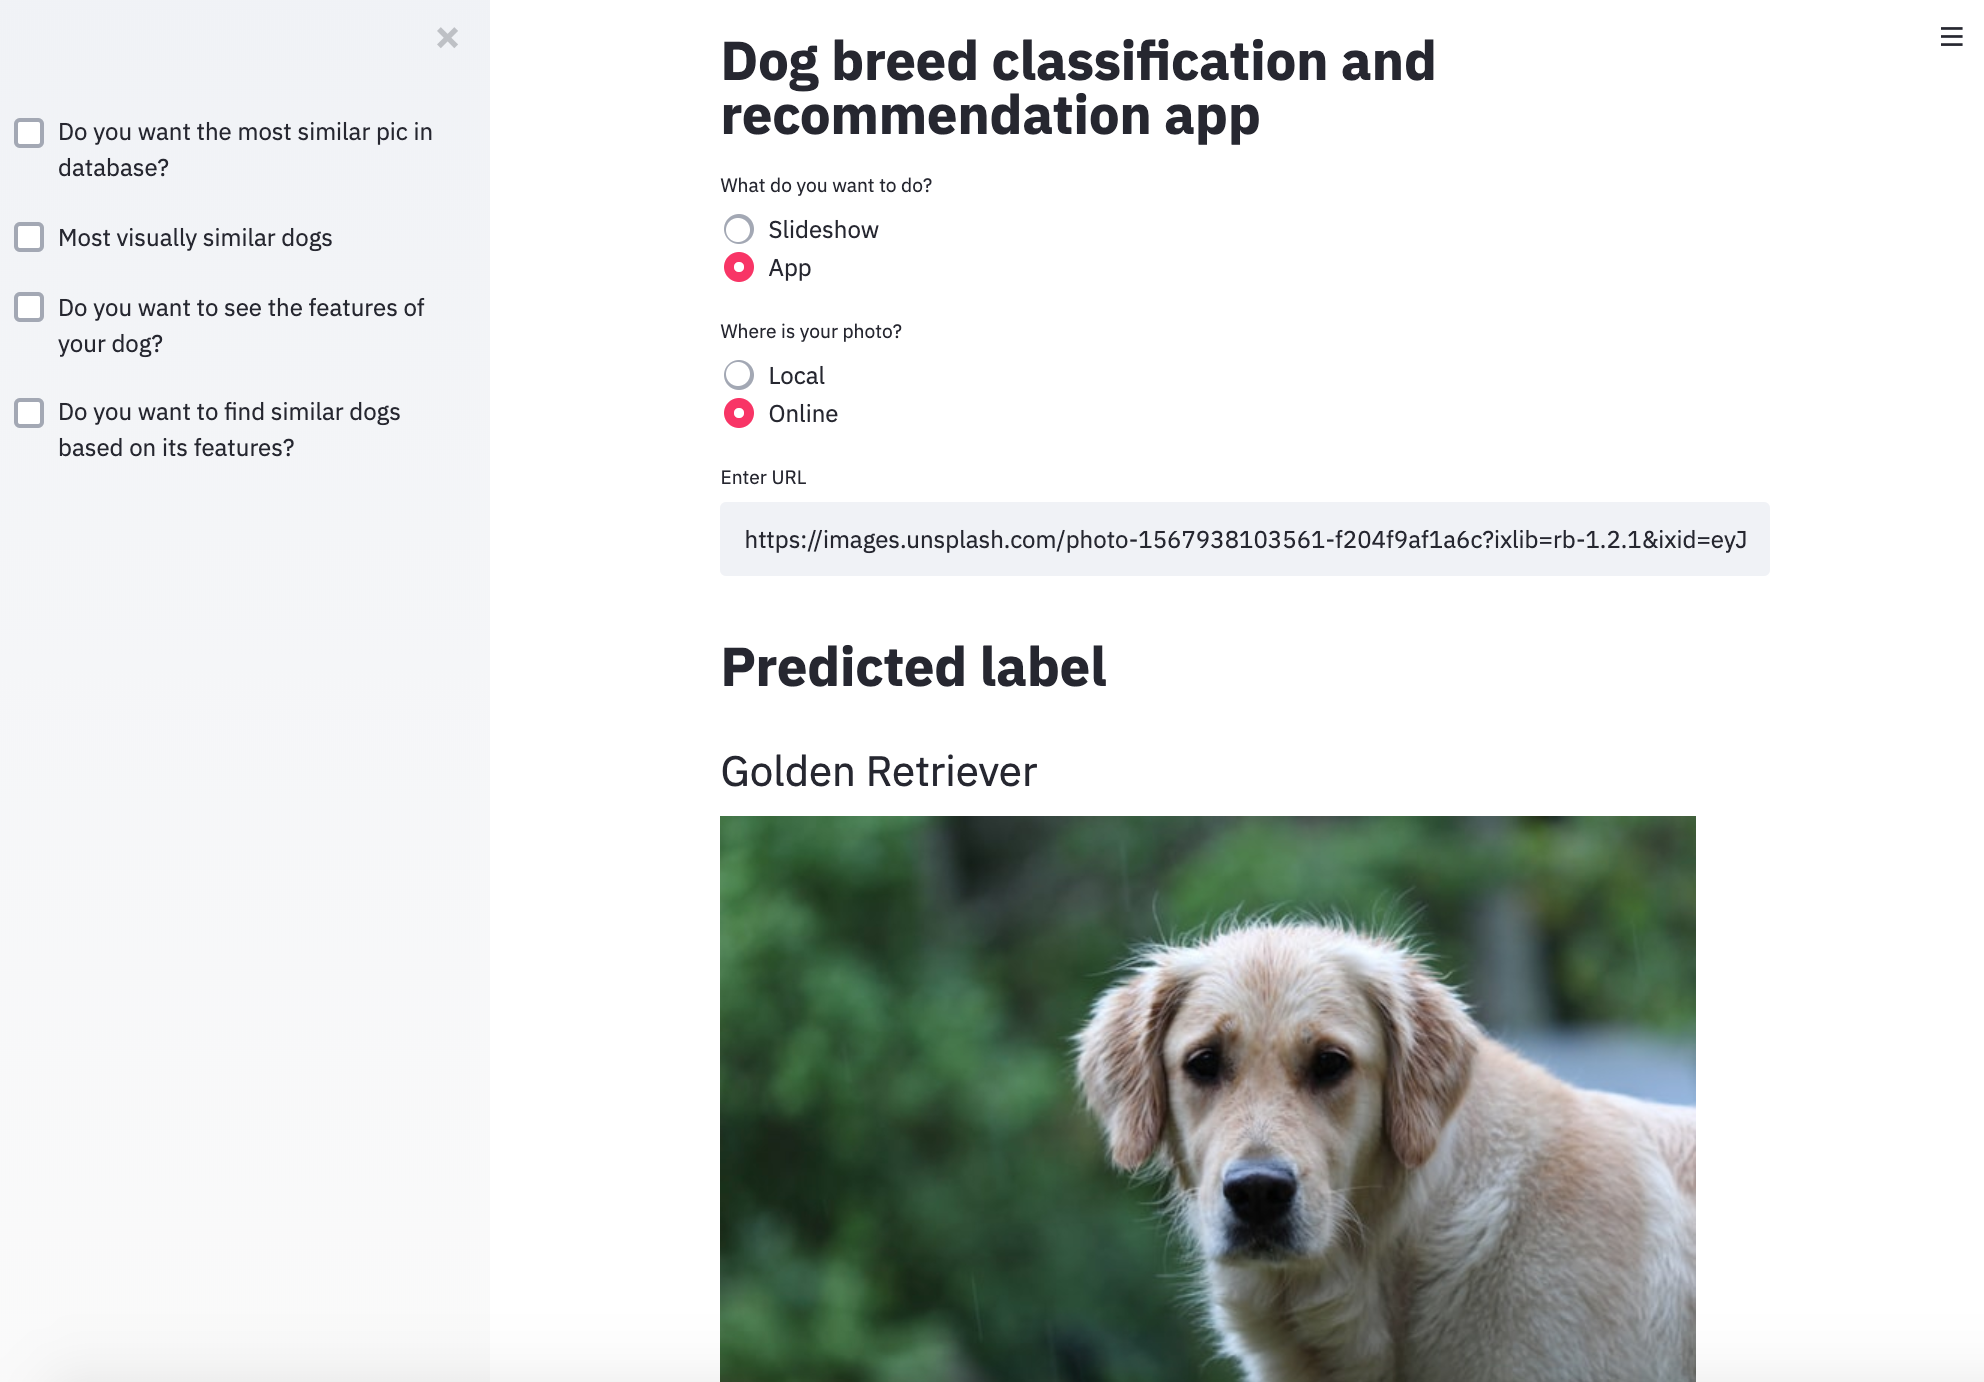 Do you want the most similar pic in
database?
Most visually similar dogs
Do you want to see the features of
your dog?
Do you want to find similar dogs
based on its features?
Dog breed classification and
recommendation app
What do you want to do?
Slideshow
App
Where is your photo?
Local
Online
Enter URL
https://images.unsplash.com/photo-1567938103561-f204f9af1a6c?ixlib=rb-1.2.1&ixid=eyJ
Predicted label
Golden Retriever